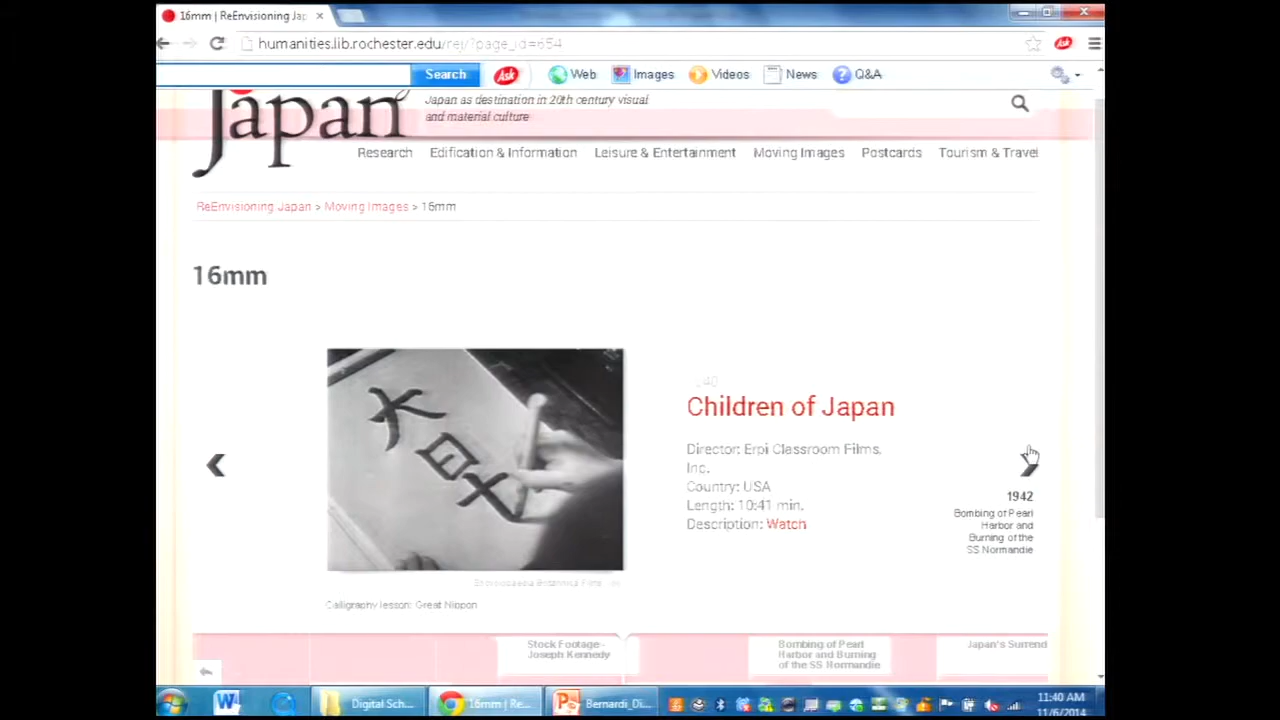 16mm | ReEnvisioning Jap
humanities.lib.rochester.edu/rej/?page_id=654
Ask
Search
Ask
Web
Images
Videos
News
Q&A
Japan
Japan as destination in 20th century visual
and material culture
Research
Edification & Information
Leisure & Entertainment
Moving Images
Postcards
Tourism & Travel
ReEnvisioning Japan > Moving Images > 16mm
16mm
Children of Japan
Director: Erpi Classroom Films,
Inc.
Country: USA
Length: 10:41 min.
Description: Watch
大日本
Encyclopaedia Britannica Films
Calligraphy lesson: Great Nippon
1942
Bombing of Pearl
Harbor and
Burning of the
SS Normandie
Stock Footage-
Joseph Kennedy
Bombing of Pearl
Harbor and Burning
of the SS Normandie
Japan's Surrend
Digital Sch...
16mm | Re...
Bernardi_Di...
11:40 AM
11/6/2014